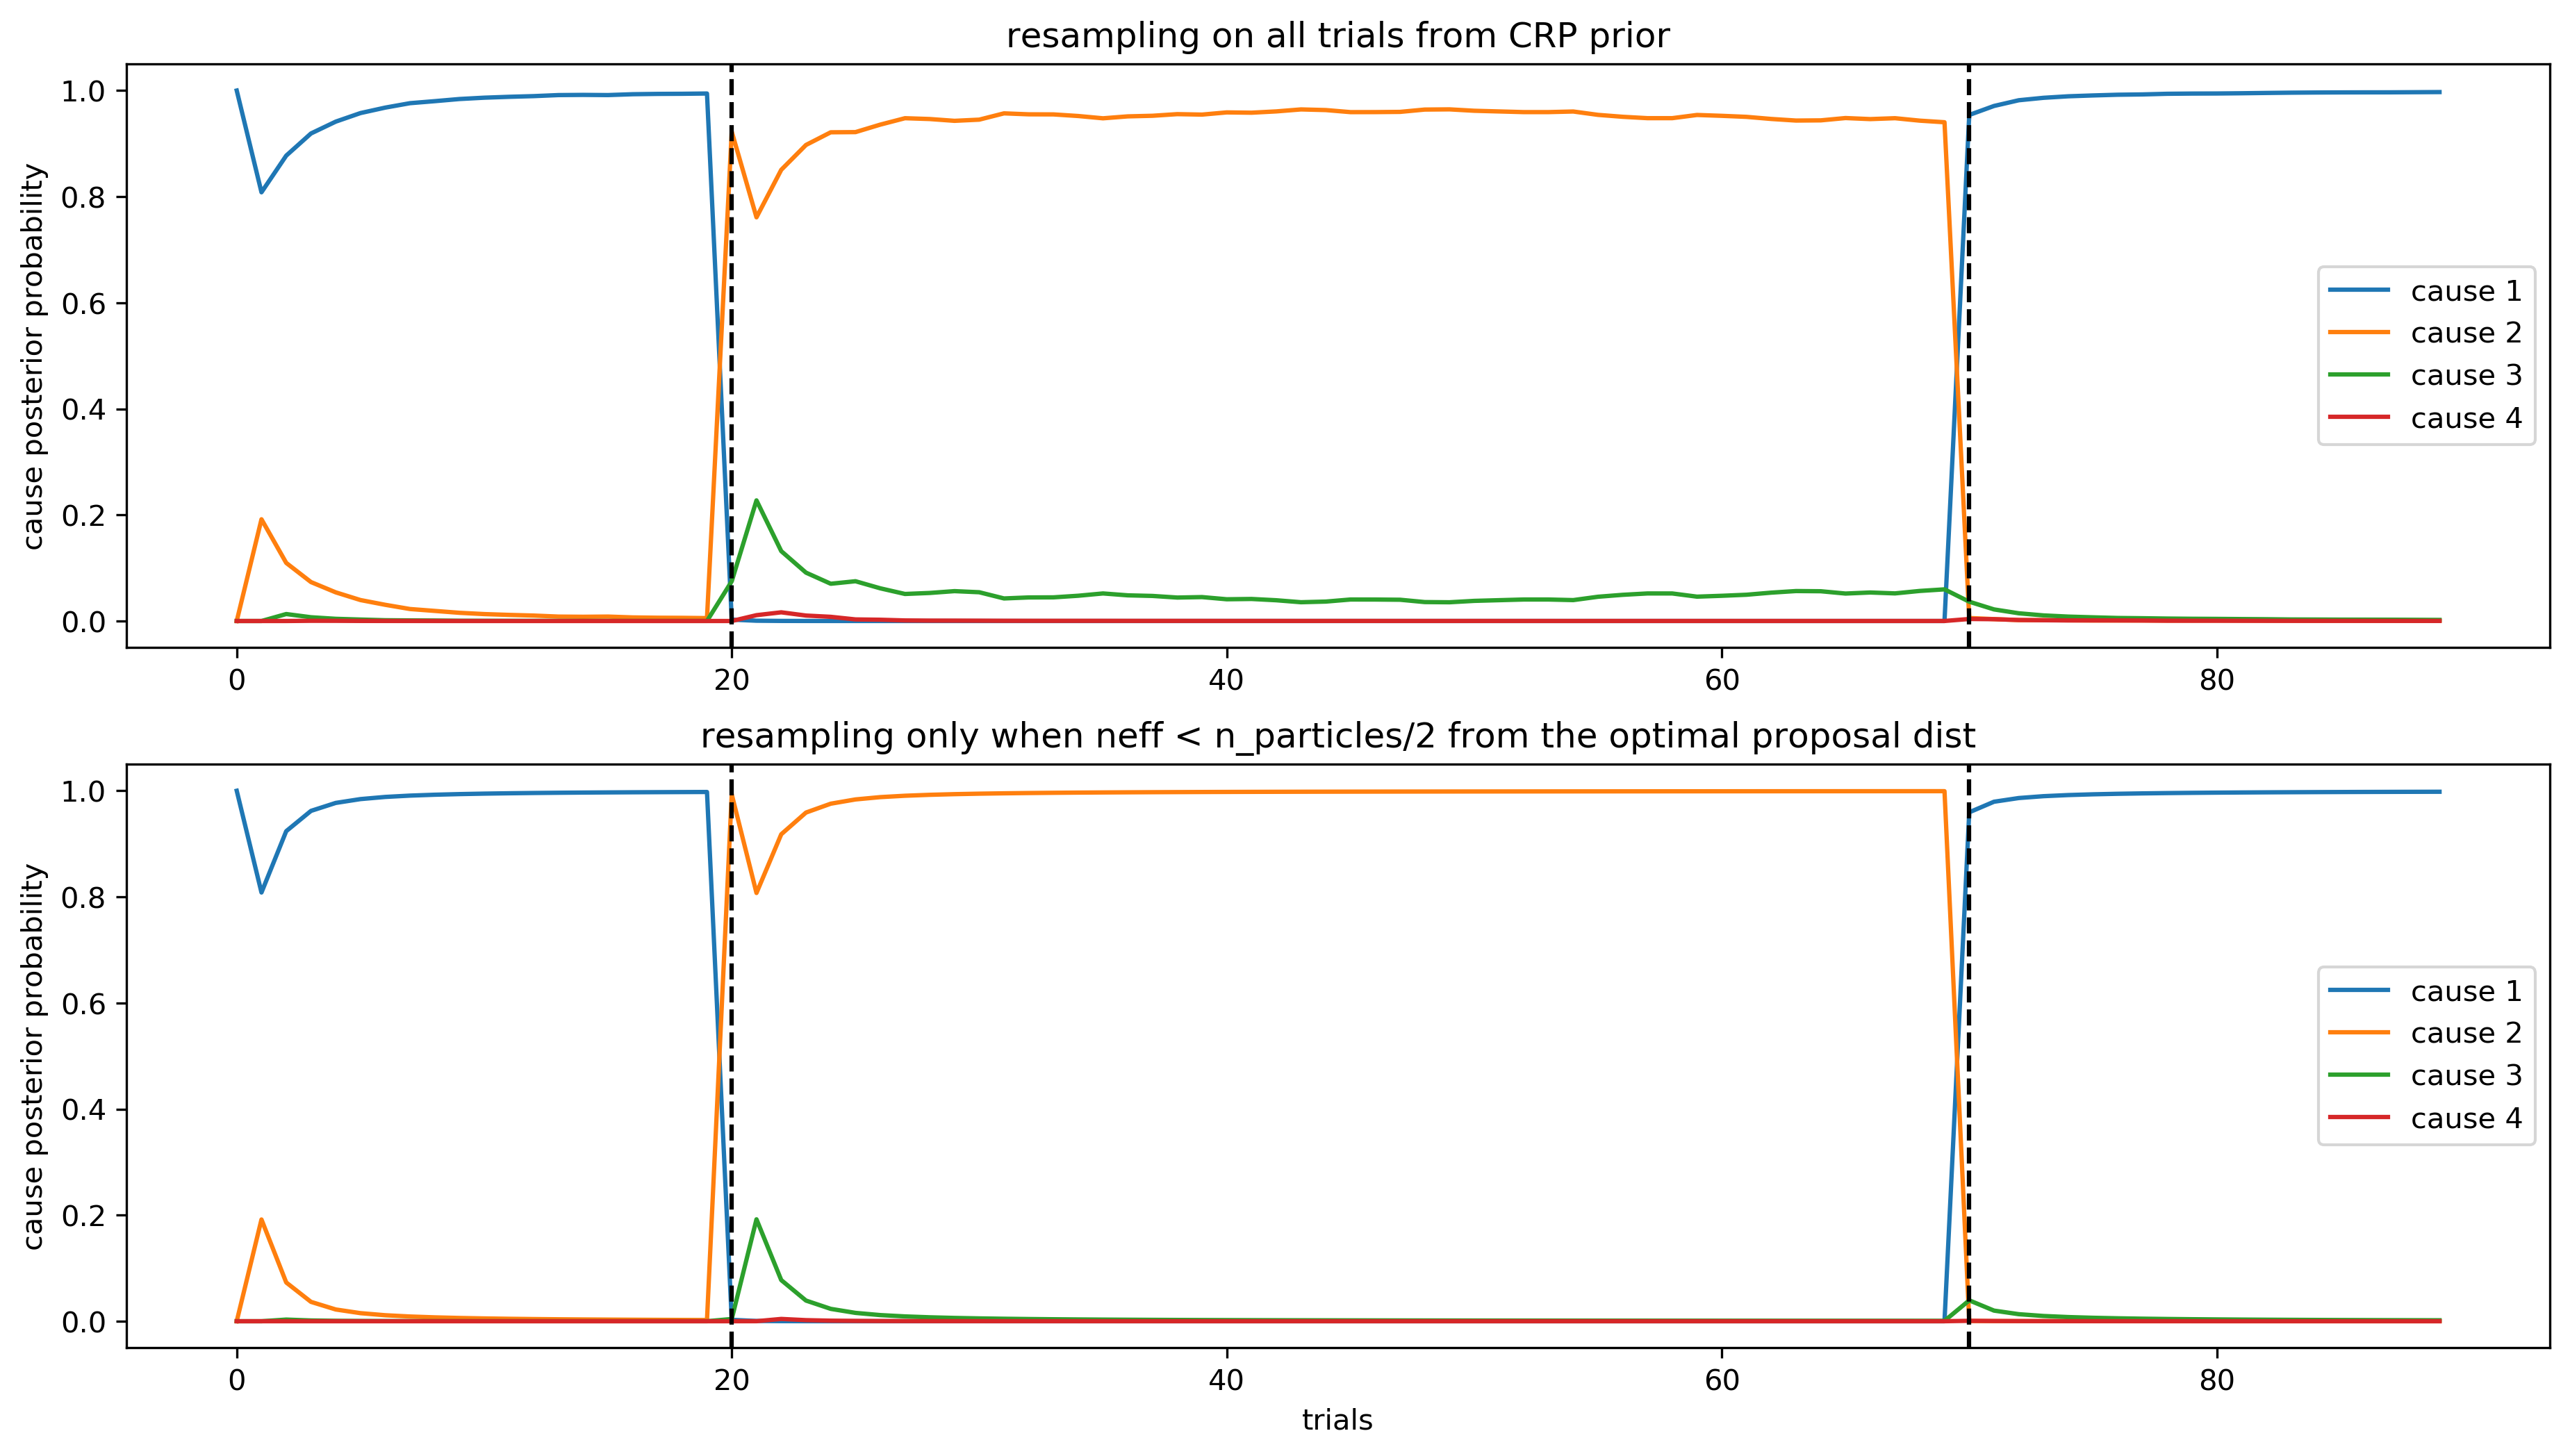 resampling on all trials from CRP prior
cause posterior probability
1.0
0.8
0.6
0.4
0.2
0.0
0
20
40
60
80
cause 1
cause 2
cause 3
cause 4
resampling only when neff < n_particles/2 from the optimal proposal dist
cause posterior probability
1.0
0.8
0.6
0.4
0.2
0.0
0
20
40
60
80
cause 1
cause 2
cause 3
cause 4
trials